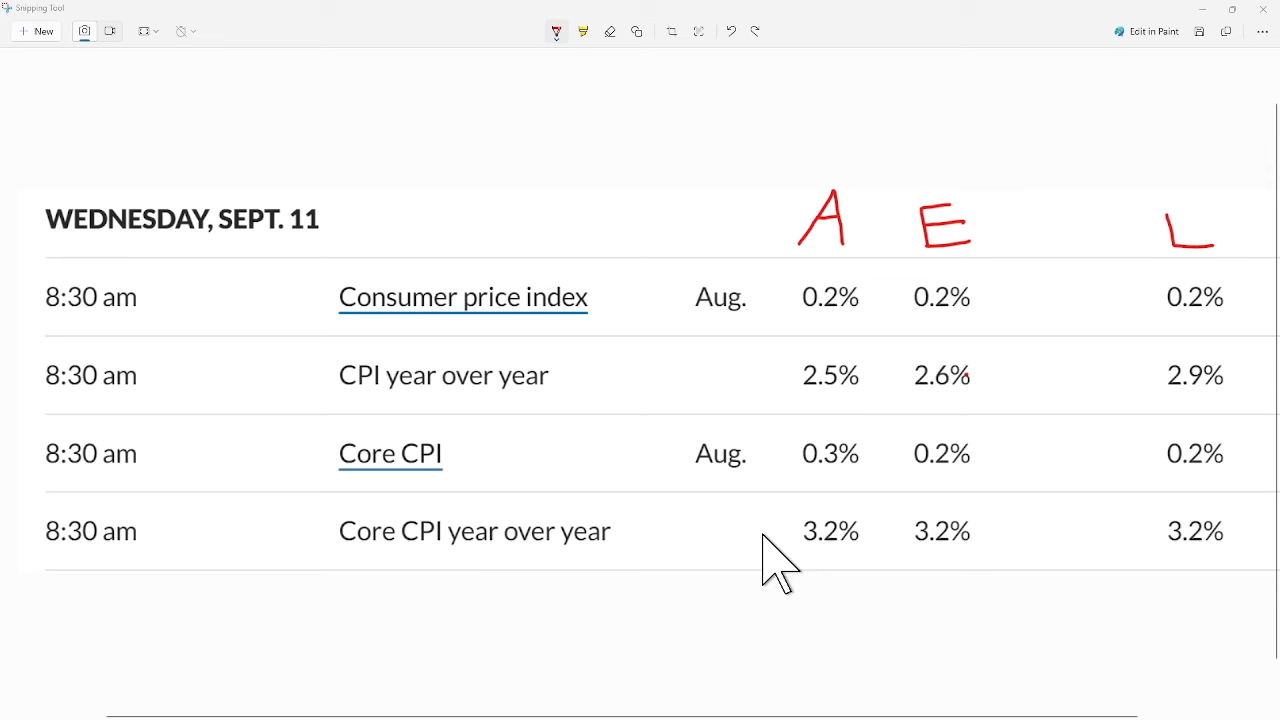 Snipping Tool
New Edit in Paint
WEDNESDAY, SEPT. 11 A E L
8:30 am Consumer price index Aug. 0.2% 0.2% 0.2%
8:30 am CPI year over year 2.5% 2.6% 2.9%
8:30 am Core CPI Aug. 0.3% 0.2% 0.2%
8:30 am Core CPI year over year 3.2% 3.2% 3.2%